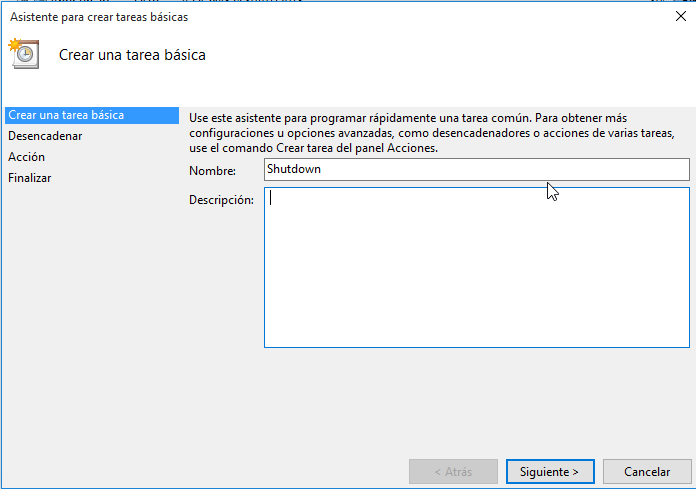 Asistente para crear tareas básicas
Crear una tarea básica
Crear una tarea básica
Desencadenar
Acción
Finalizar
Use este asistente para programar rápidamente una tarea común. Para obtener más
configuraciones u opciones avanzadas, como desencadenadores o acciones de varias tareas,
use el comando Crear tarea del panel Acciones.
Nombre:
Shutdown
Descripción:
< Atrás
Siguiente >
Cancelar